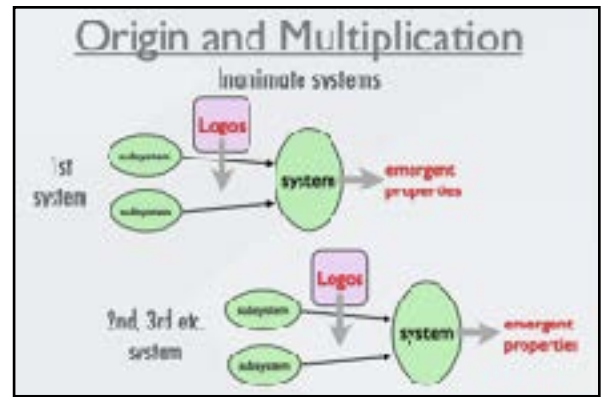 Origin and Multiplication
Inanimate systems
Logos
subsystem
1st
system
system
emergent
properties
subsystem
Logos
2nd, 3rd etc.
system
subsystem
system
emergent
properties
subsystem